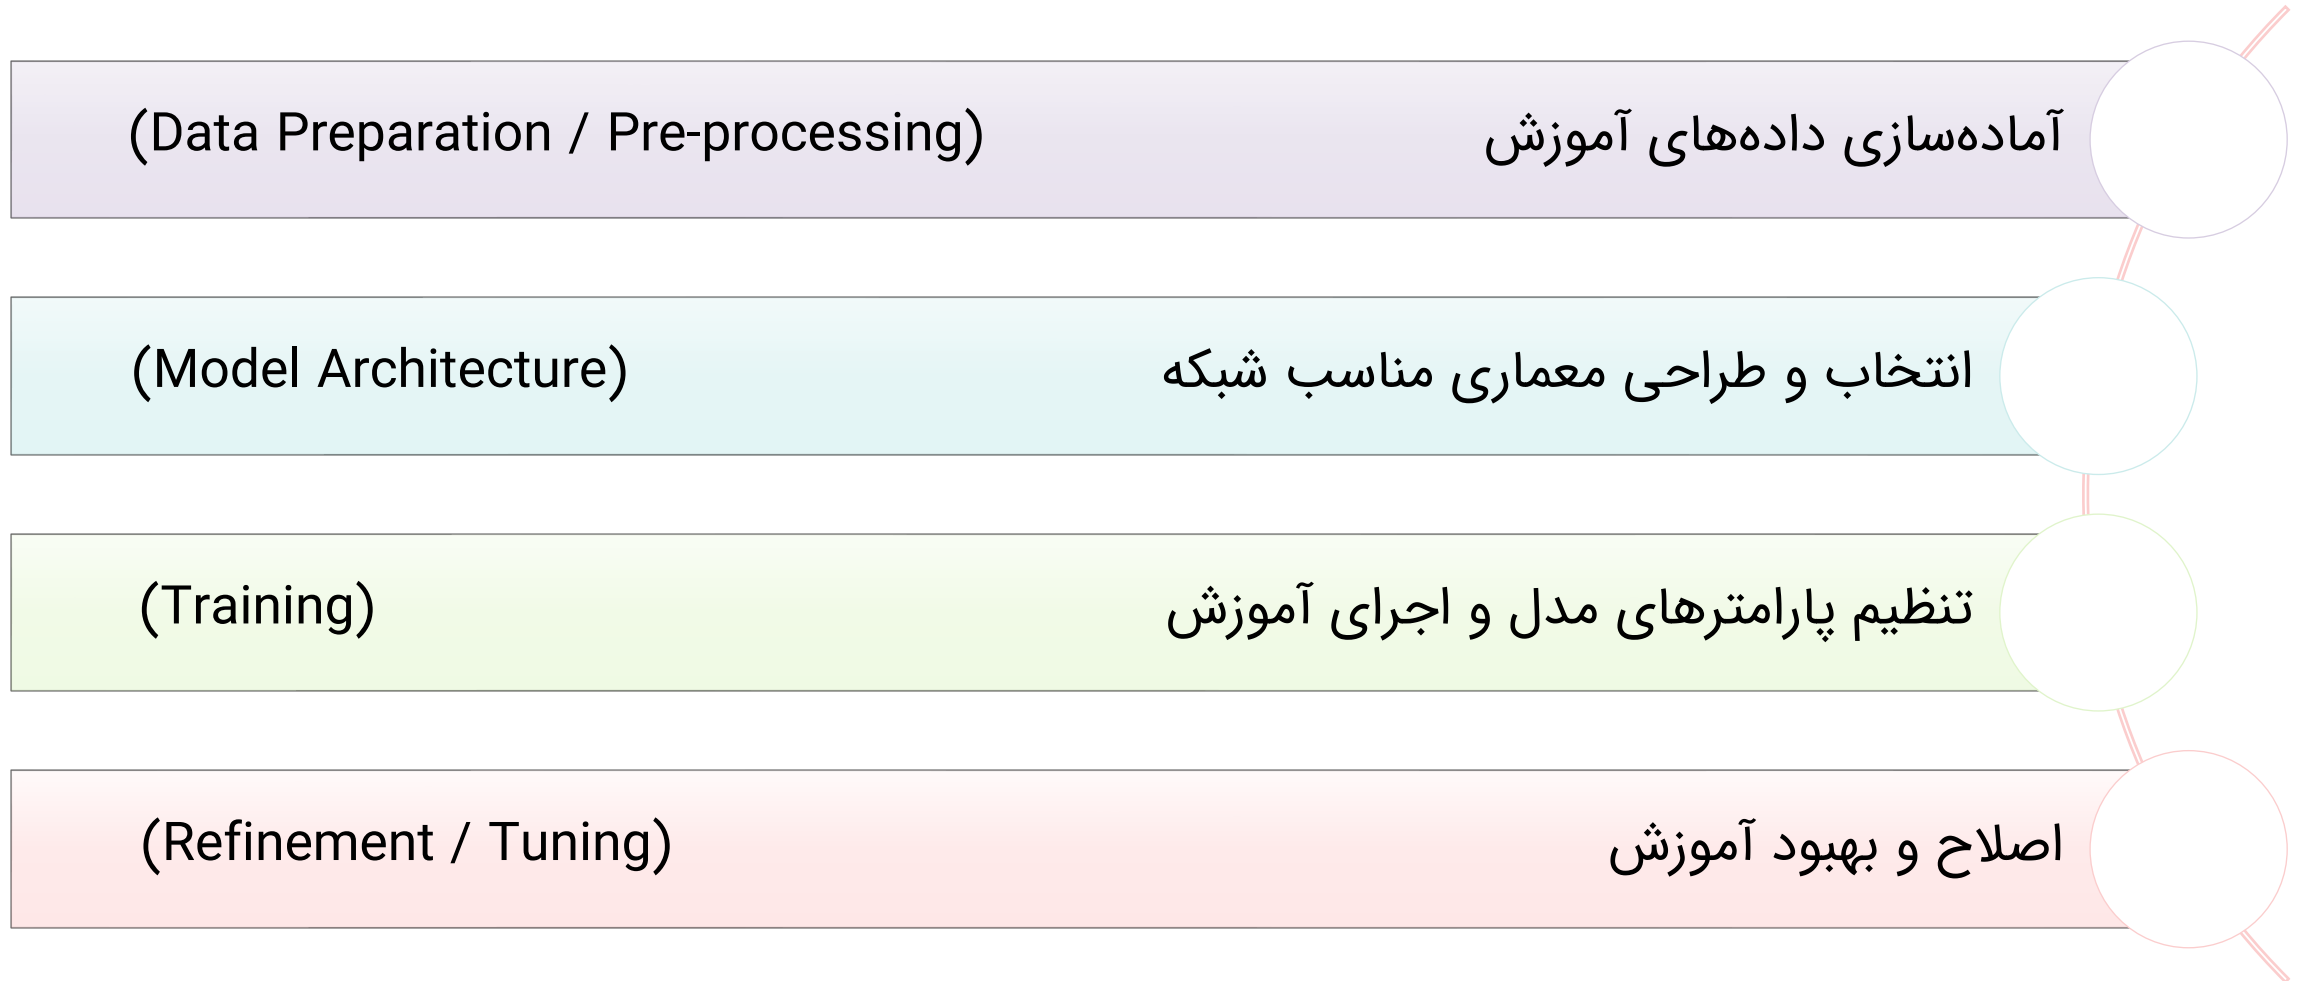 آماده‌سازی داده‌های آموزش (Data Preparation / Pre-processing)
انتخاب و طراحی معماری مناسب شبکه (Model Architecture)
تنظیم پارامترهای مدل و اجرای آموزش (Training)
اصلاح و بهبود آموزش (Refinement / Tuning)